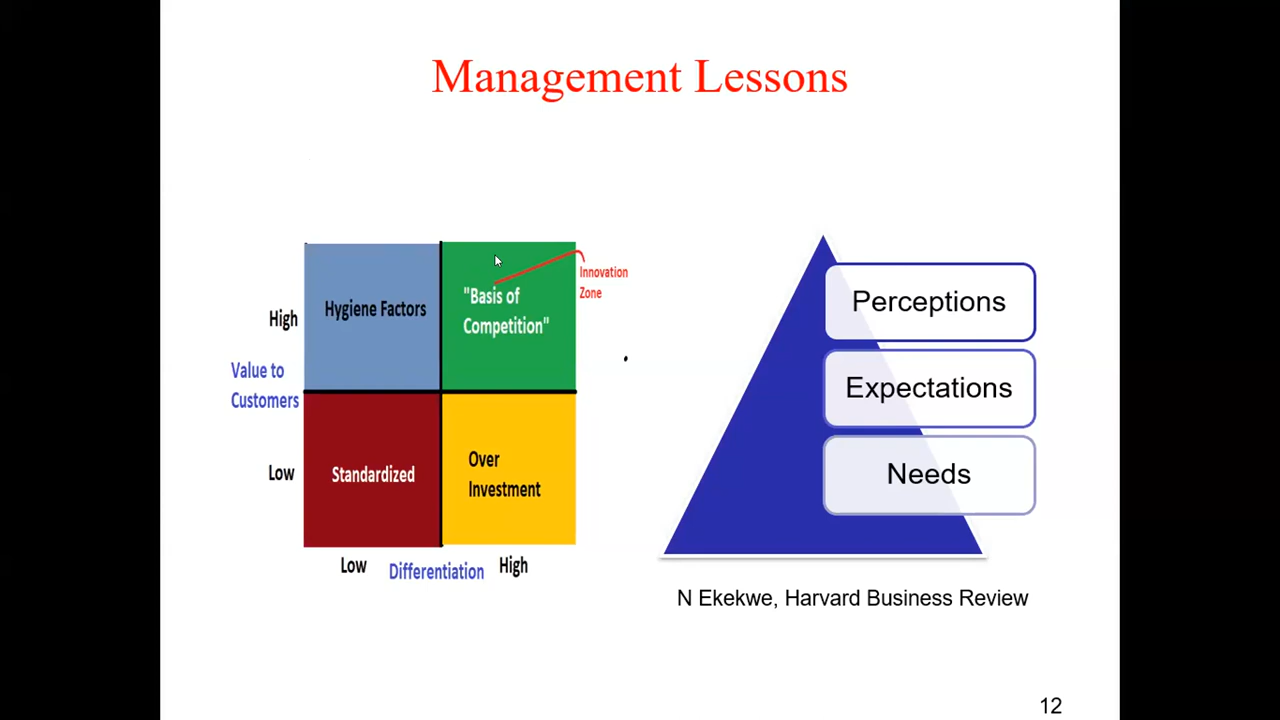 Management Lessons
Hygiene Factors
"Basis of
Competition"
Innovation
Zone
High
Value to
Customers
Low
Standardized
Over
Investment
Low
Differentiation
High
Perceptions
Expectations
Needs
N Ekekwe, Harvard Business Review
12